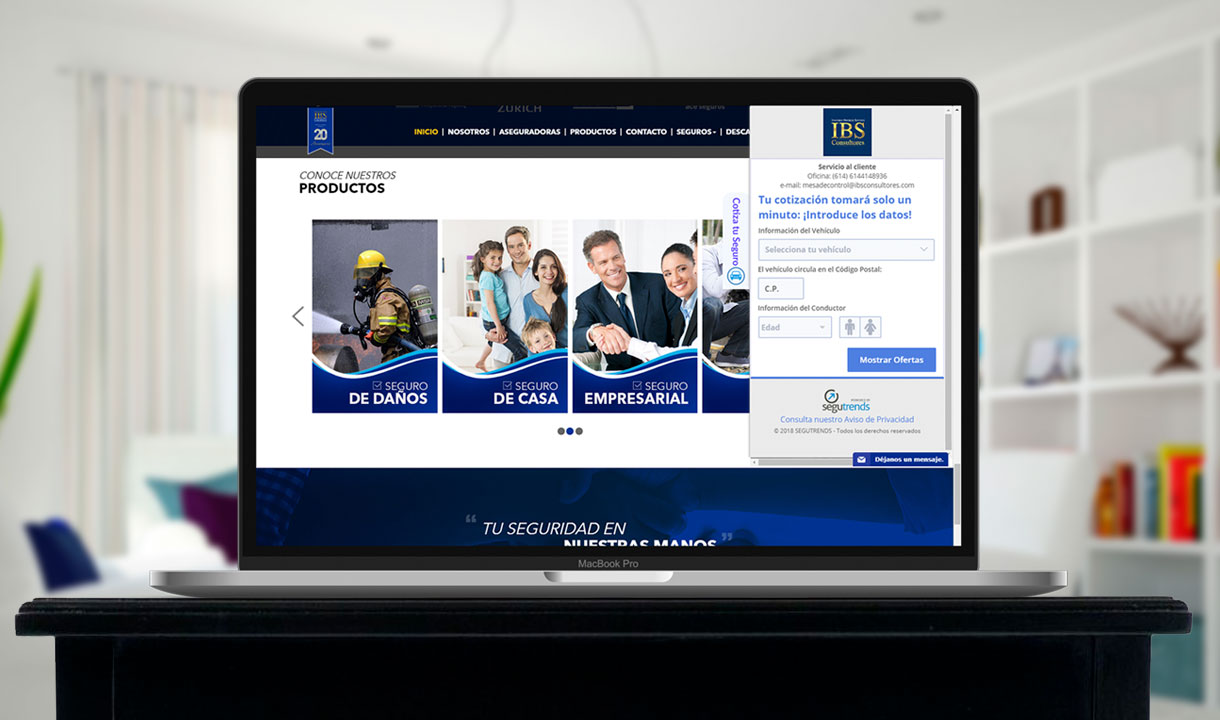 ZURICH
ace seguros
IBS
20
INICIO | NOSOTROS | ASEGURADORAS | PRODUCTOS | CONTACTO | SEGUROS | DESCA
CONOCE NUESTROS
PRODUCTOS
SEGURO
DE DAÑOS
SEGURO
DE CASA
SEGURO
EMPRESARIAL
“ TU SEGURIDAD EN
NUESTRAS MANOS ”
Cotiza tu Seguro
IBS
Consultores
Servicio al cliente
Oficina: (614) 6144148936
e-mail: mesadecontrol@ibsconsultores.com
Tu cotización tomará solo un
minuto: ¡Introduce los datos!
Información del Vehículo
Selecciona tu vehículo
El vehículo circula en el Código Postal:
C.P.
Información del Conductor
Edad
Mostrar Ofertas
segutrends
Consulta nuestro Aviso de Privacidad
© 2018 SEGUTRENDS - Todos los derechos reservados
Déjanos un mensaje.
MacBook Pro